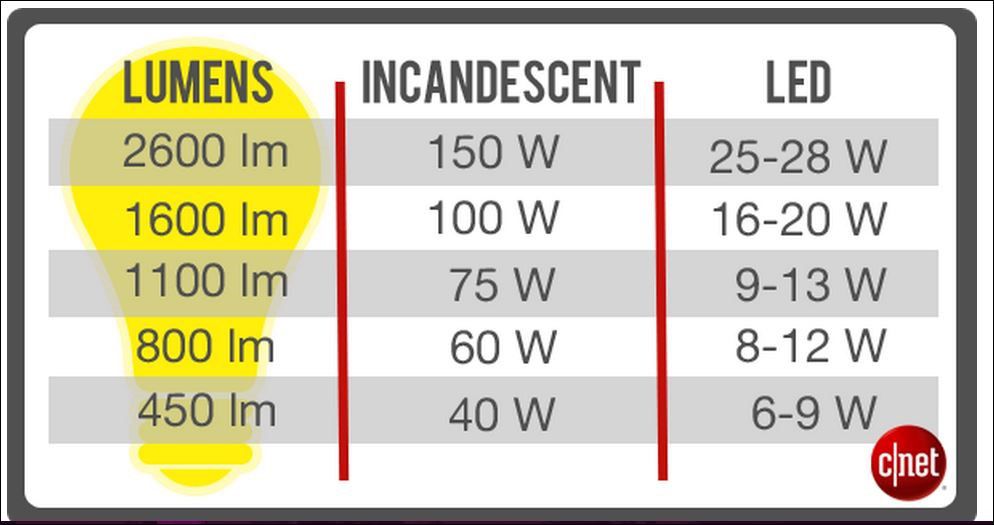 LUMENS INCANDESCENT LED
2600 lm 150 W 25-28 W
1600 lm 100 W 16-20 W
1100 lm 75 W 9-13 W
800 lm 60 W 8-12 W
450 lm 40 W 6-9 W
c|net